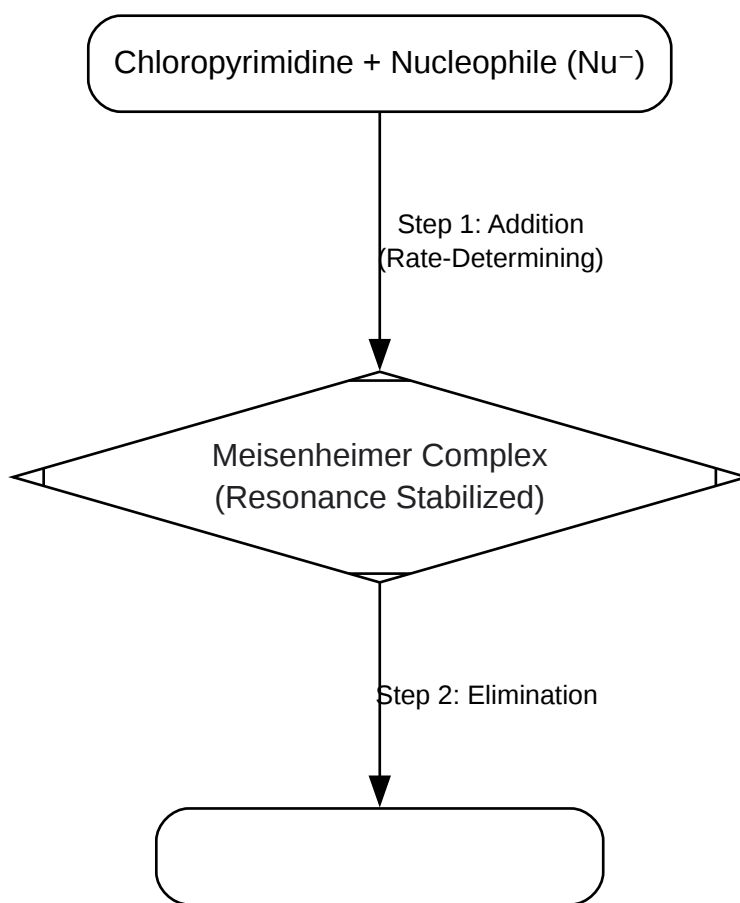 Chloropyrimidine + Nucleophile (Nu⁻)
Step 1: Addition
(Rate-Determining)
Meisenheimer Complex
(Resonance Stabilized)
Step 2: Elimination